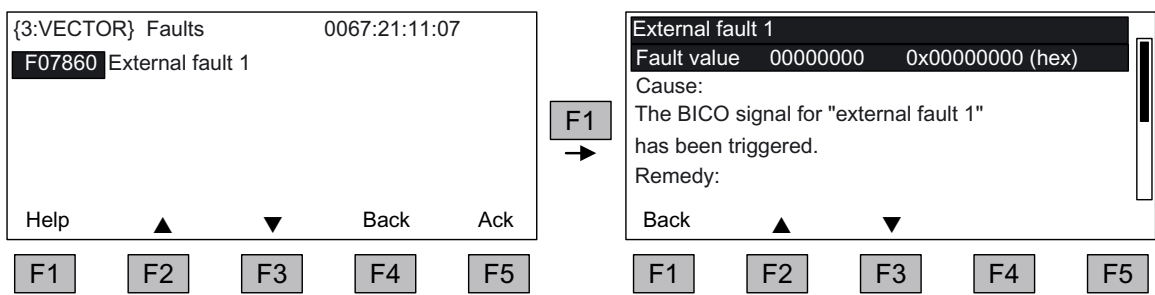 {3:VECTOR} Faults 0067:21:11:07
F07860 External fault 1
Help ▲ ▼ Back Ack
F1 F2 F3 F4 F5
F1
External fault 1
Fault value 00000000 0x00000000 (hex)
Cause:
The BICO signal for "external fault 1"
has been triggered.
Remedy:
Back ▲ ▼
F1 F2 F3 F4 F5